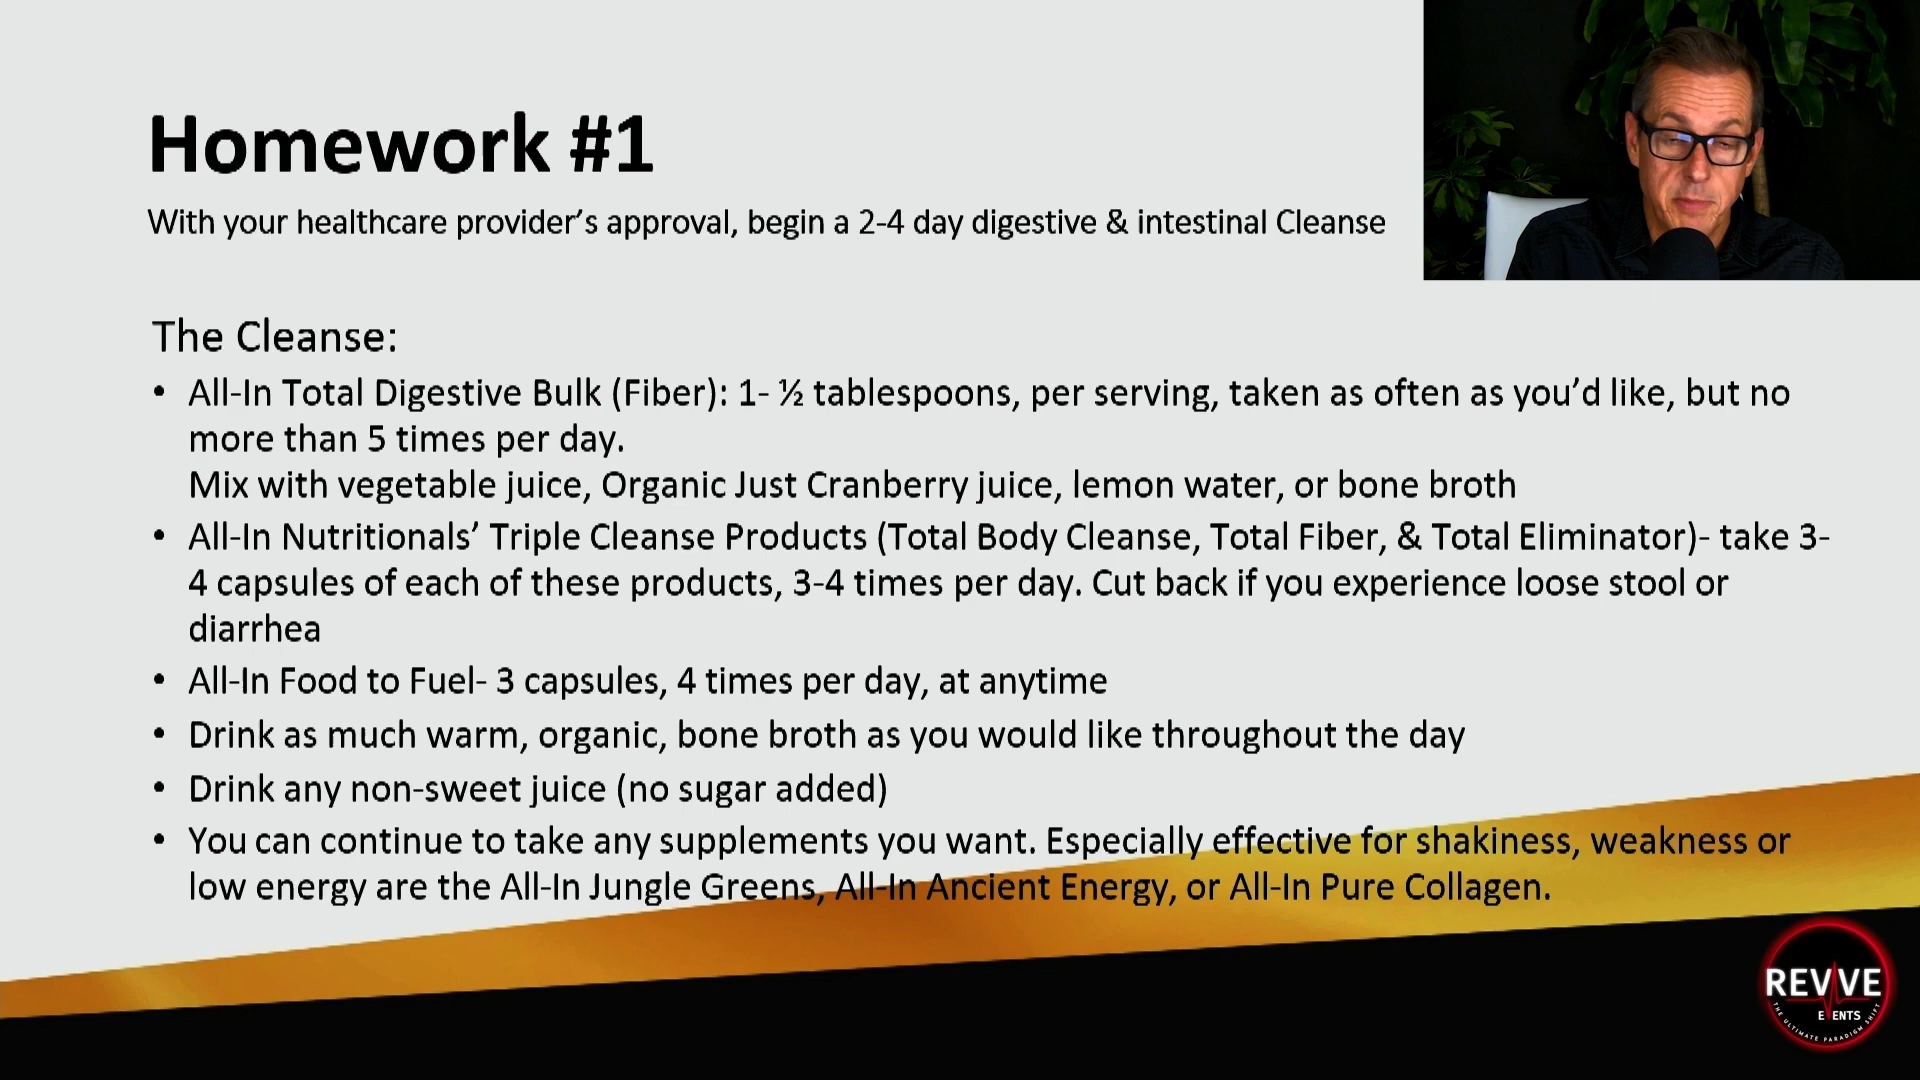 Homework #1
With your healthcare provider’s approval, begin a 2-4 day digestive & intestinal Cleanse
The Cleanse:
• All-In Total Digestive Bulk (Fiber): 1- ½ tablespoons, per serving, taken as often as you’d like, but no
more than 5 times per day.
Mix with vegetable juice, Organic Just Cranberry juice, lemon water, or bone broth
• All-In Nutritionals’ Triple Cleanse Products (Total Body Cleanse, Total Fiber, & Total Eliminator)- take 3-
4 capsules of each of these products, 3-4 times per day. Cut back if you experience loose stool or
diarrhea
• All-In Food to Fuel- 3 capsules, 4 times per day, at anytime
• Drink as much warm, organic, bone broth as you would like throughout the day
• Drink any non-sweet juice (no sugar added)
• You can continue to take any supplements you want. Especially effective for shakiness, weakness or
low energy are the All-In Jungle Greens, All-In Ancient Energy, or All-In Pure Collagen.
REVIVE
EVENTS
THE ULTIMATE PARADIGM SHIFT